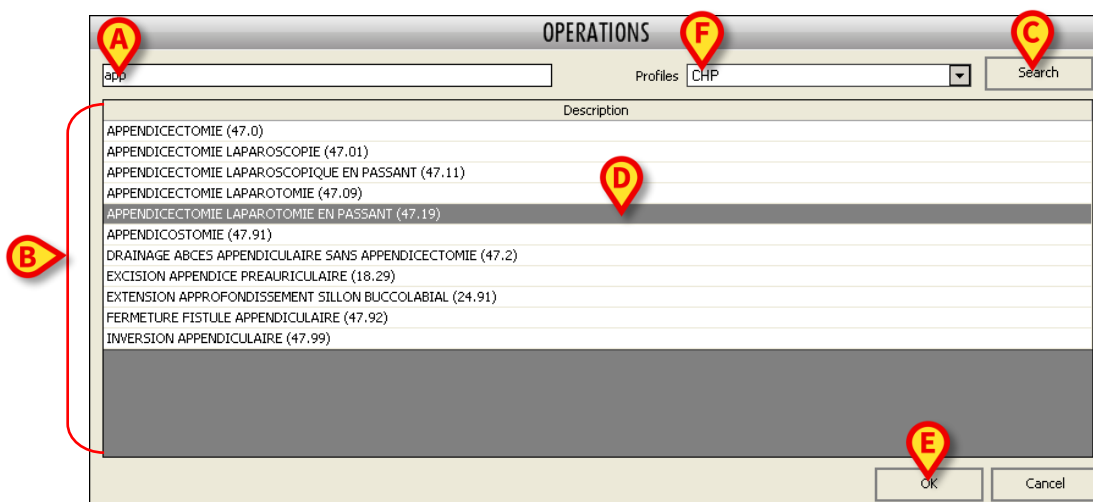 OPERATIONS
A
F
C
app
Profiles CHP
Search
Description
APPENDICECTOMIE (47.0)
APPENDICECTOMIE LAPAROSCOPIE (47.01)
APPENDICECTOMIE LAPAROSCOPIQUE EN PASSANT (47.11)
APPENDICECTOMIE LAPAROTOMIE (47.09)
D
APPENDICECTOMIE LAPAROTOMIE EN PASSANT (47.19)
APPENDICOSTOMIE (47.91)
B
DRAINAGE ABCES APPENDICULAIRE SANS APPENDICECTOMIE (47.2)
EXCISION APPENDICE PREAURICULAIRE (18.29)
EXTENSION APPROFONDISSEMENT SILLON BUCCOLABIAL (24.91)
FERMETURE FISTULE APPENDICULAIRE (47.92)
INVERSION APPENDICULAIRE (47.99)
E
OK
Cancel